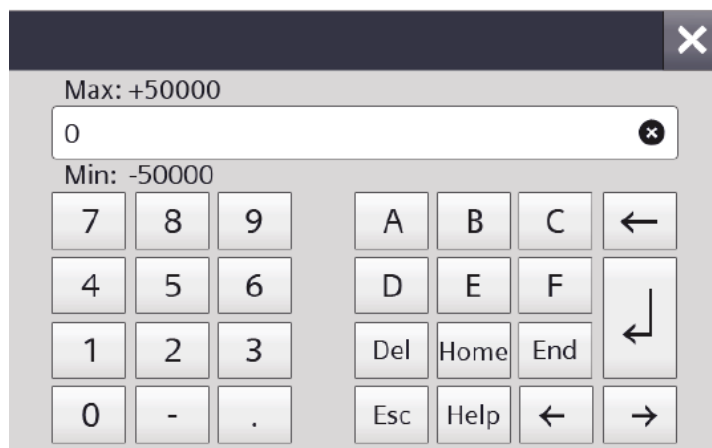 Max: +50000
0
Min: -50000
7 8 9 A B C ←
4 5 6 D E F
1 2 3 Del Home End ↵
0 - . Esc Help ← →